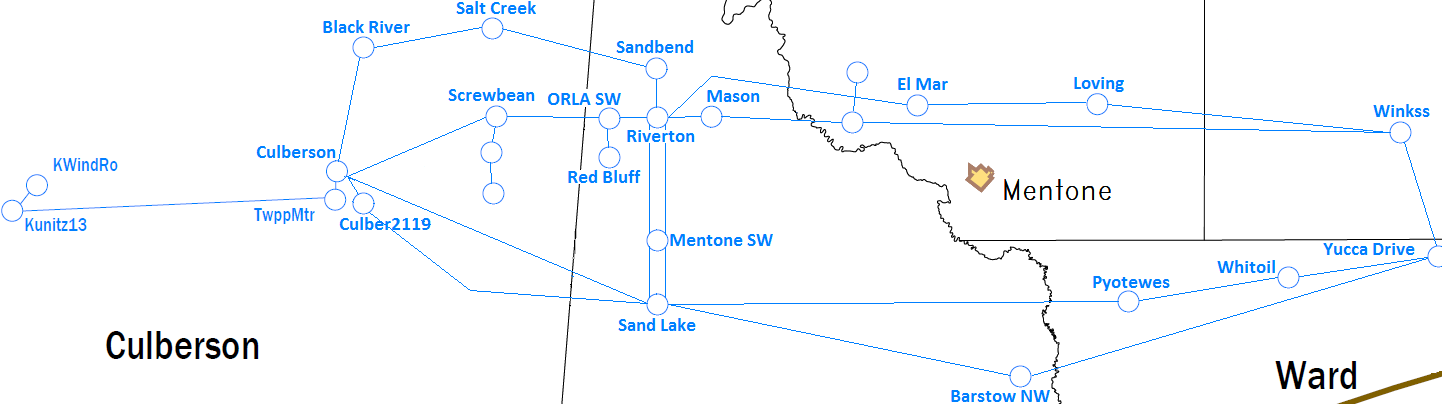 Salt Creek
Black River
Sandbend
El Mar
Loving
Screwbean
ORLA SW
Mason
Winkss
Riverton
Culberson
KWindRo
Red Bluff
Mentone
TwppMtr
Kunitz13
Culber2119
Mentone SW
Yucca Drive
Whitoil
Pyotewes
Sand Lake
Culberson
Ward
Barstow NW